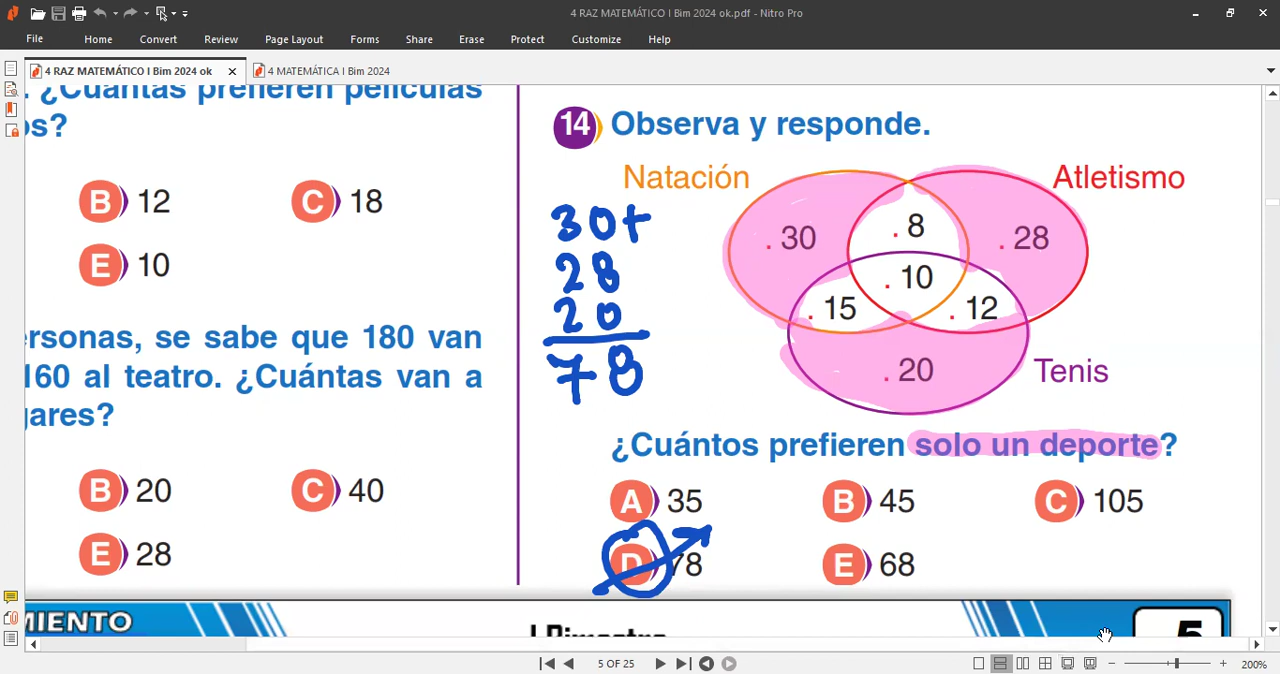 4 RAZ MATEMÁTICO I Bim 2024 ok.pdf - Nitro Pro
File Home Convert Review Page Layout Forms Share Erase Protect Customize Help
4 RAZ MATEMÁTICO I Bim 2024 ok x 4 MATEMÁTICA I Bim 2024
. ¿Cuántas prefieren películas
os?
B) 12 C) 18
E) 10
ersonas, se sabe que 180 van
160 al teatro. ¿Cuántas van a
gares?
B) 20 C) 40
E) 28
14) Observa y responde.
Natación Atletismo
30+
28
20
78
. 30 . 8 . 28
. 10
. 15 . 12
. 20 Tenis
¿Cuántos prefieren solo un deporte?
A) 35 B) 45 C) 105
D) 78 E) 68
MIENTO I Bimestre 5
5 OF 25 200%